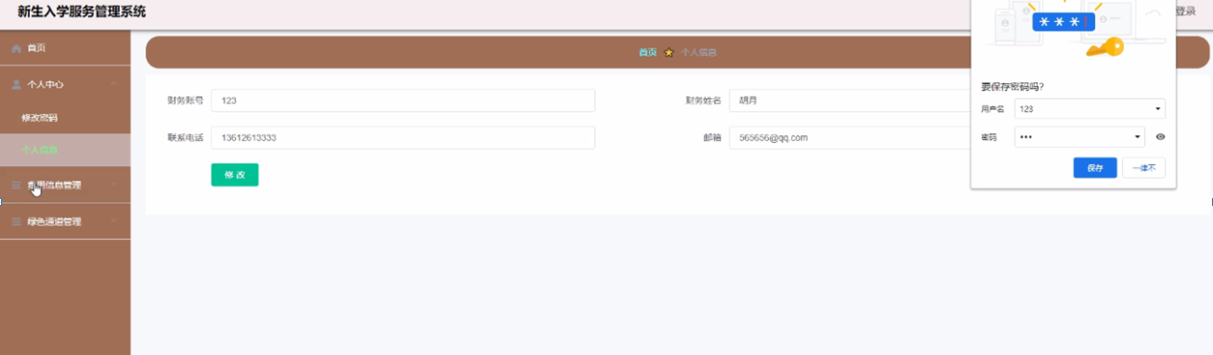 新生入学服务管理系统
登录
首页
首页 个人信息
个人中心
修改密码
个人信息
信息管理
绿色通道管理
财务账号 123
财务姓名 胡月
联系电话 13612613333
邮箱 565656@qq.com
修改
***
要保存密码吗?
用户名 123
密码 •••
保存 一律不